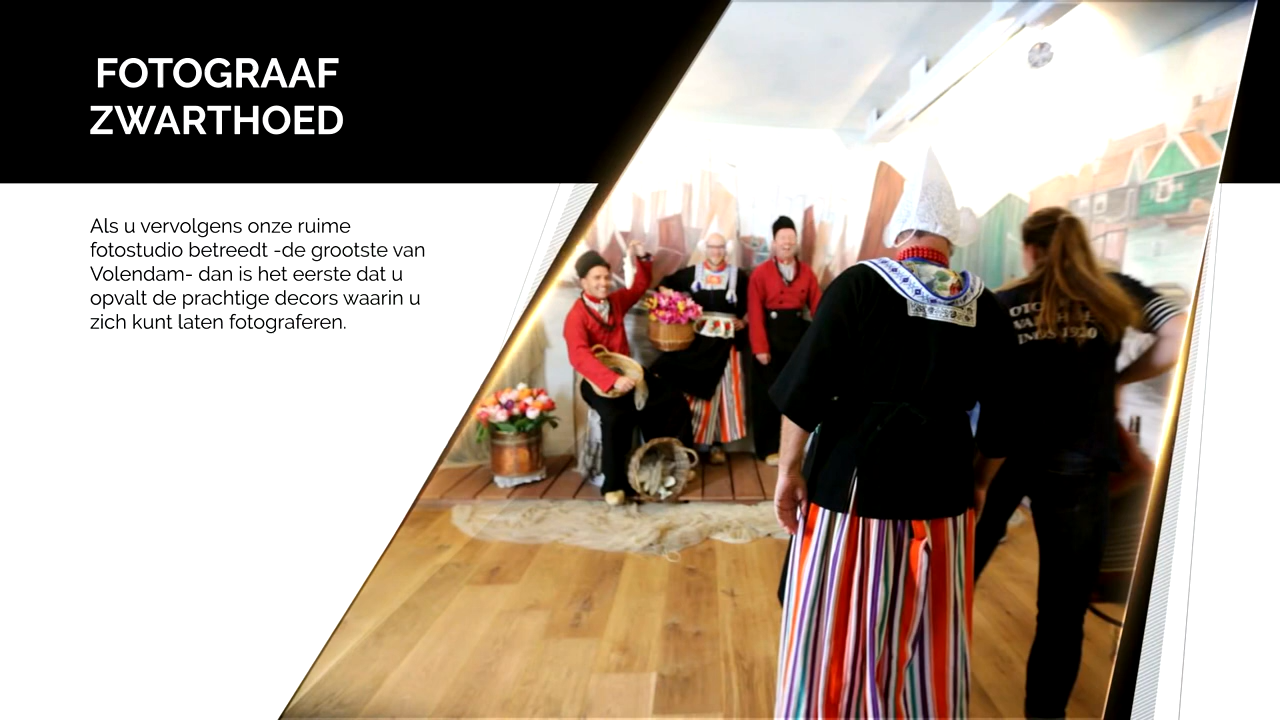 FOTOGRAAF
ZWARTHOED
Als u vervolgens onze ruime
fotostudio betreedt -de grootste van
Volendam- dan is het eerste dat u
opvalt de prachtige decors waarin u
zich kunt laten fotograferen.